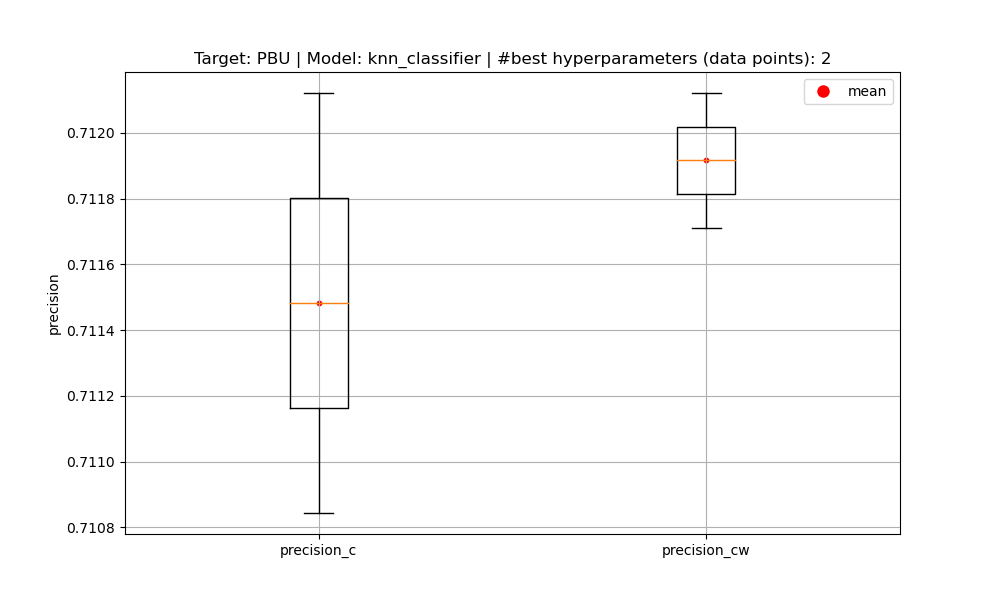 Target: PBU | Model: knn_classifier | #best hyperparameters (data points): 2
mean
0.7120
0.7118
0.7116
0.7114
0.7112
0.7110
0.7108
precision
precision_c
precision_cw